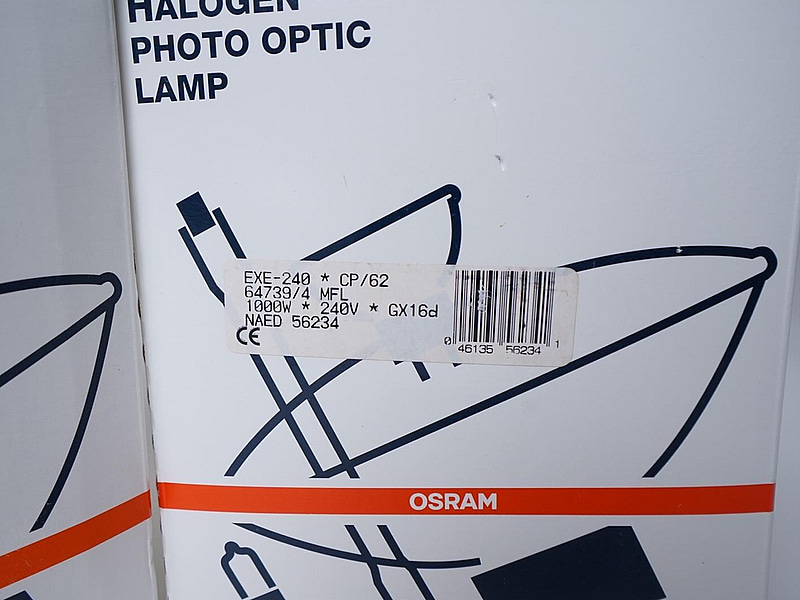 HALOGEN
PHOTO OPTIC
LAMP
EXE-240 * CP/62
64739/4 MFL
1000W * 240V * GX16d
NAED 56234
CE
0 46135 56234 1
OSRAM